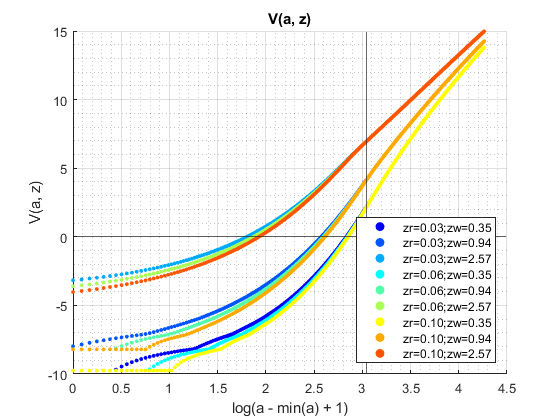 V(a, z)
15
10
5
0
-5
-10
V(a, z)
0
0.5
1
1.5
2
2.5
3
3.5
4
4.5
log(a - min(a) + 1)
zr=0.03;zw=0.35
zr=0.03;zw=0.94
zr=0.03;zw=2.57
zr=0.06;zw=0.35
zr=0.06;zw=0.94
zr=0.06;zw=2.57
zr=0.10;zw=0.35
zr=0.10;zw=0.94
zr=0.10;zw=2.57